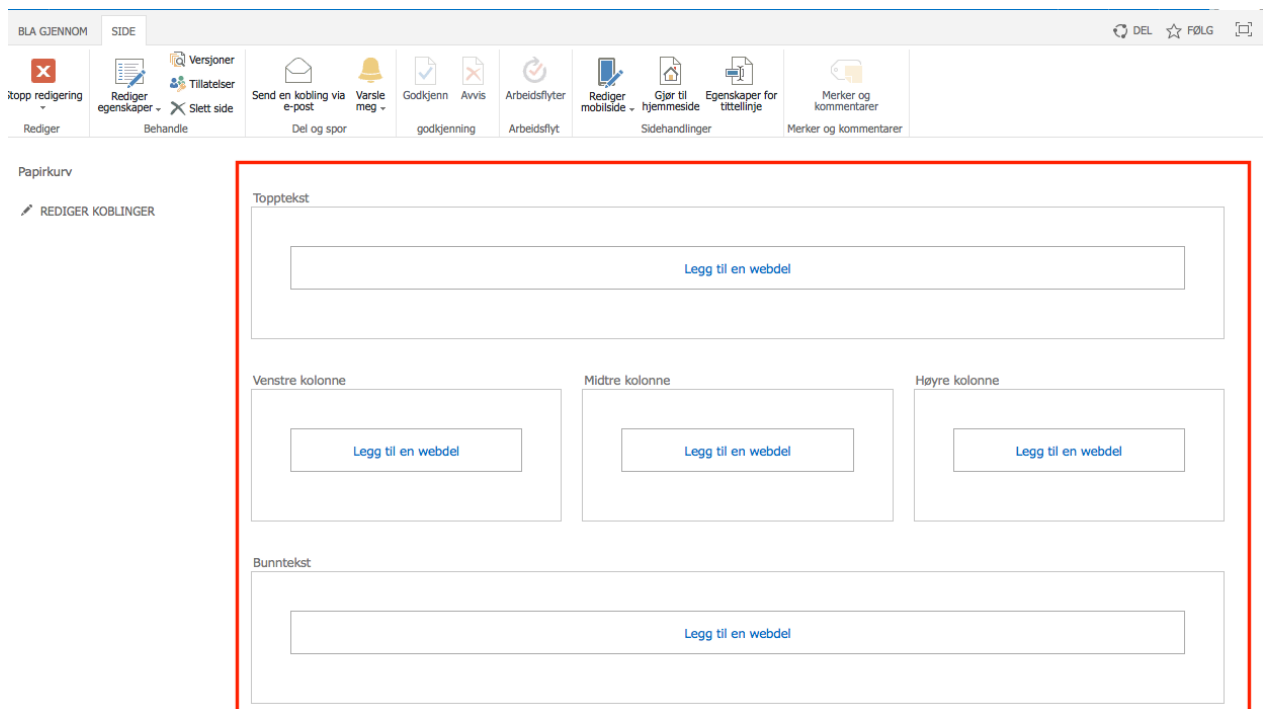 BLA GJENNOM SIDE DEL FØLG
Versjoner
Tillatelser
Slett side
Stopp redigering
Rediger
egenskaper
Send en kobling via
e-post
Varsle
meg
Godkjenn
Avvis
Arbeidsflyter
Rediger
mobilside
Gjør til
hjemmeside
Egenskaper for
tittellinje
Merker og
kommentarer
Rediger Behandle Del og spor godkjenning Arbeidsflyt Sidehandlinger Merker og kommentarer
Papirkurv
REDIGER KOBLINGER
Topptekst
Legg til en webdel
Venstre kolonne Midtre kolonne Høyre kolonne
Legg til en webdel Legg til en webdel Legg til en webdel
Bunntekst
Legg til en webdel